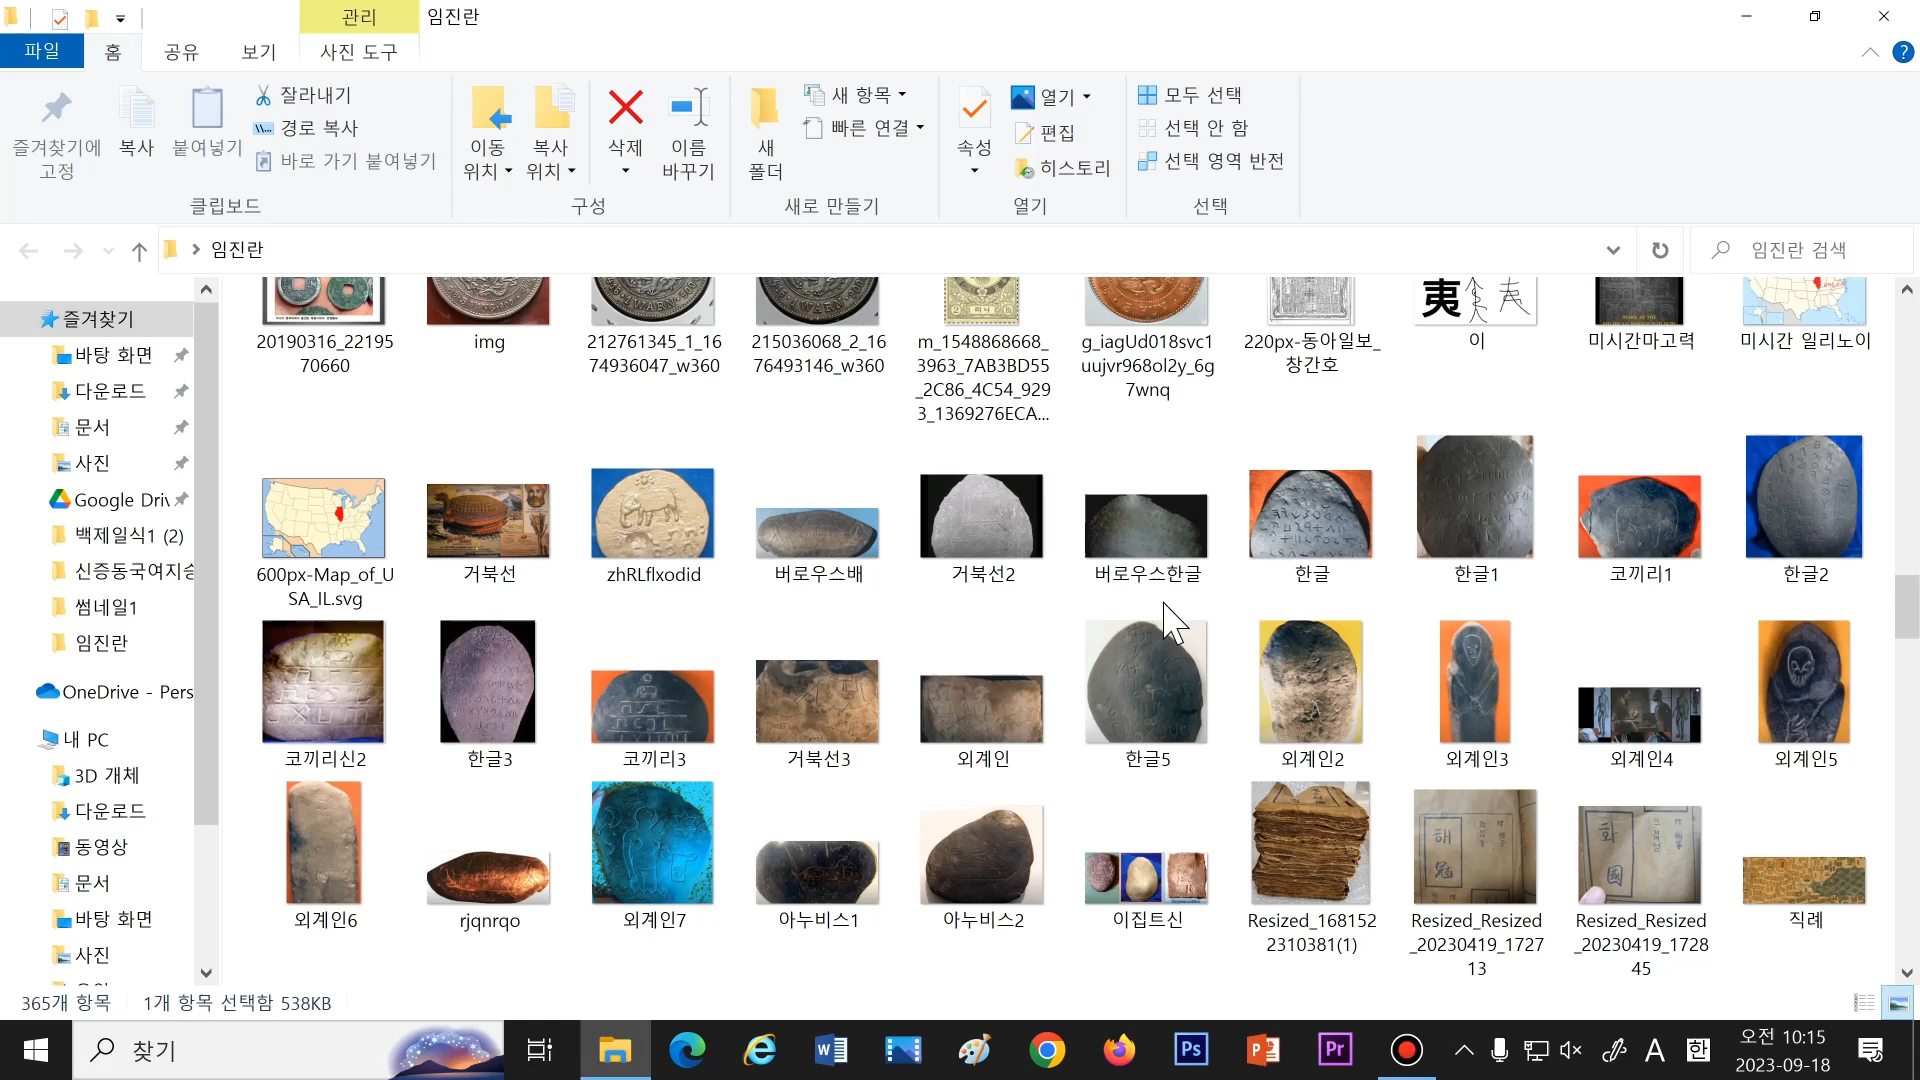 관리
임진란
파일
홈
공유
보기
사진 도구
즐겨찾기에
고정
복사
붙여넣기
잘라내기
경로 복사
바로 가기 붙여넣기
클립보드
이동
위치
복사
위치
삭제
이름
바꾸기
구성
새
폴더
새 항목
빠른 연결
새로 만들기
속성
열기
편집
히스토리
열기
모두 선택
선택 안 함
선택 영역 반전
선택
임진란
임진란 검색
즐겨찾기
바탕 화면
다운로드
문서
사진
Google Driv
백제일식1 (2)
신증동국여지승
썸네일1
임진란
OneDrive - Pers
내 PC
3D 개체
다운로드
동영상
문서
바탕 화면
사진
20190316_22195
70660
img
212761345_1_16
74936047_w360
215036068_2_16
76493146_w360
m_1548868668_
3963_7AB3BD55
_2C86_4C54_929
3_1369276ECA...
g_iagUd018svc1
uujvr968ol2y_6g
7wnq
220px-동아일보_
창간호
夷
이
미시간마고력
미시간 일리노이
600px-Map_of_U
SA_IL.svg
거북선
zhRLflxodid
버로우스배
거북선2
버로우스한글
한글
한글1
코끼리1
한글2
코끼리신2
한글3
코끼리3
거북선3
외계인
한글5
외계인2
외계인3
외계인4
외계인5
외계인6
rjqnrqo
외계인7
아누비스1
아누비스2
이집트신
Resized_168152
2310381(1)
해
冠
Resized_Resized
_20230419_1727
13
화
國
Resized_Resized
_20230419_1728
45
직례
365개 항목
1개 항목 선택함 538KB
찾기
Ps
Pr
A
한
오전 10:15
2023-09-18